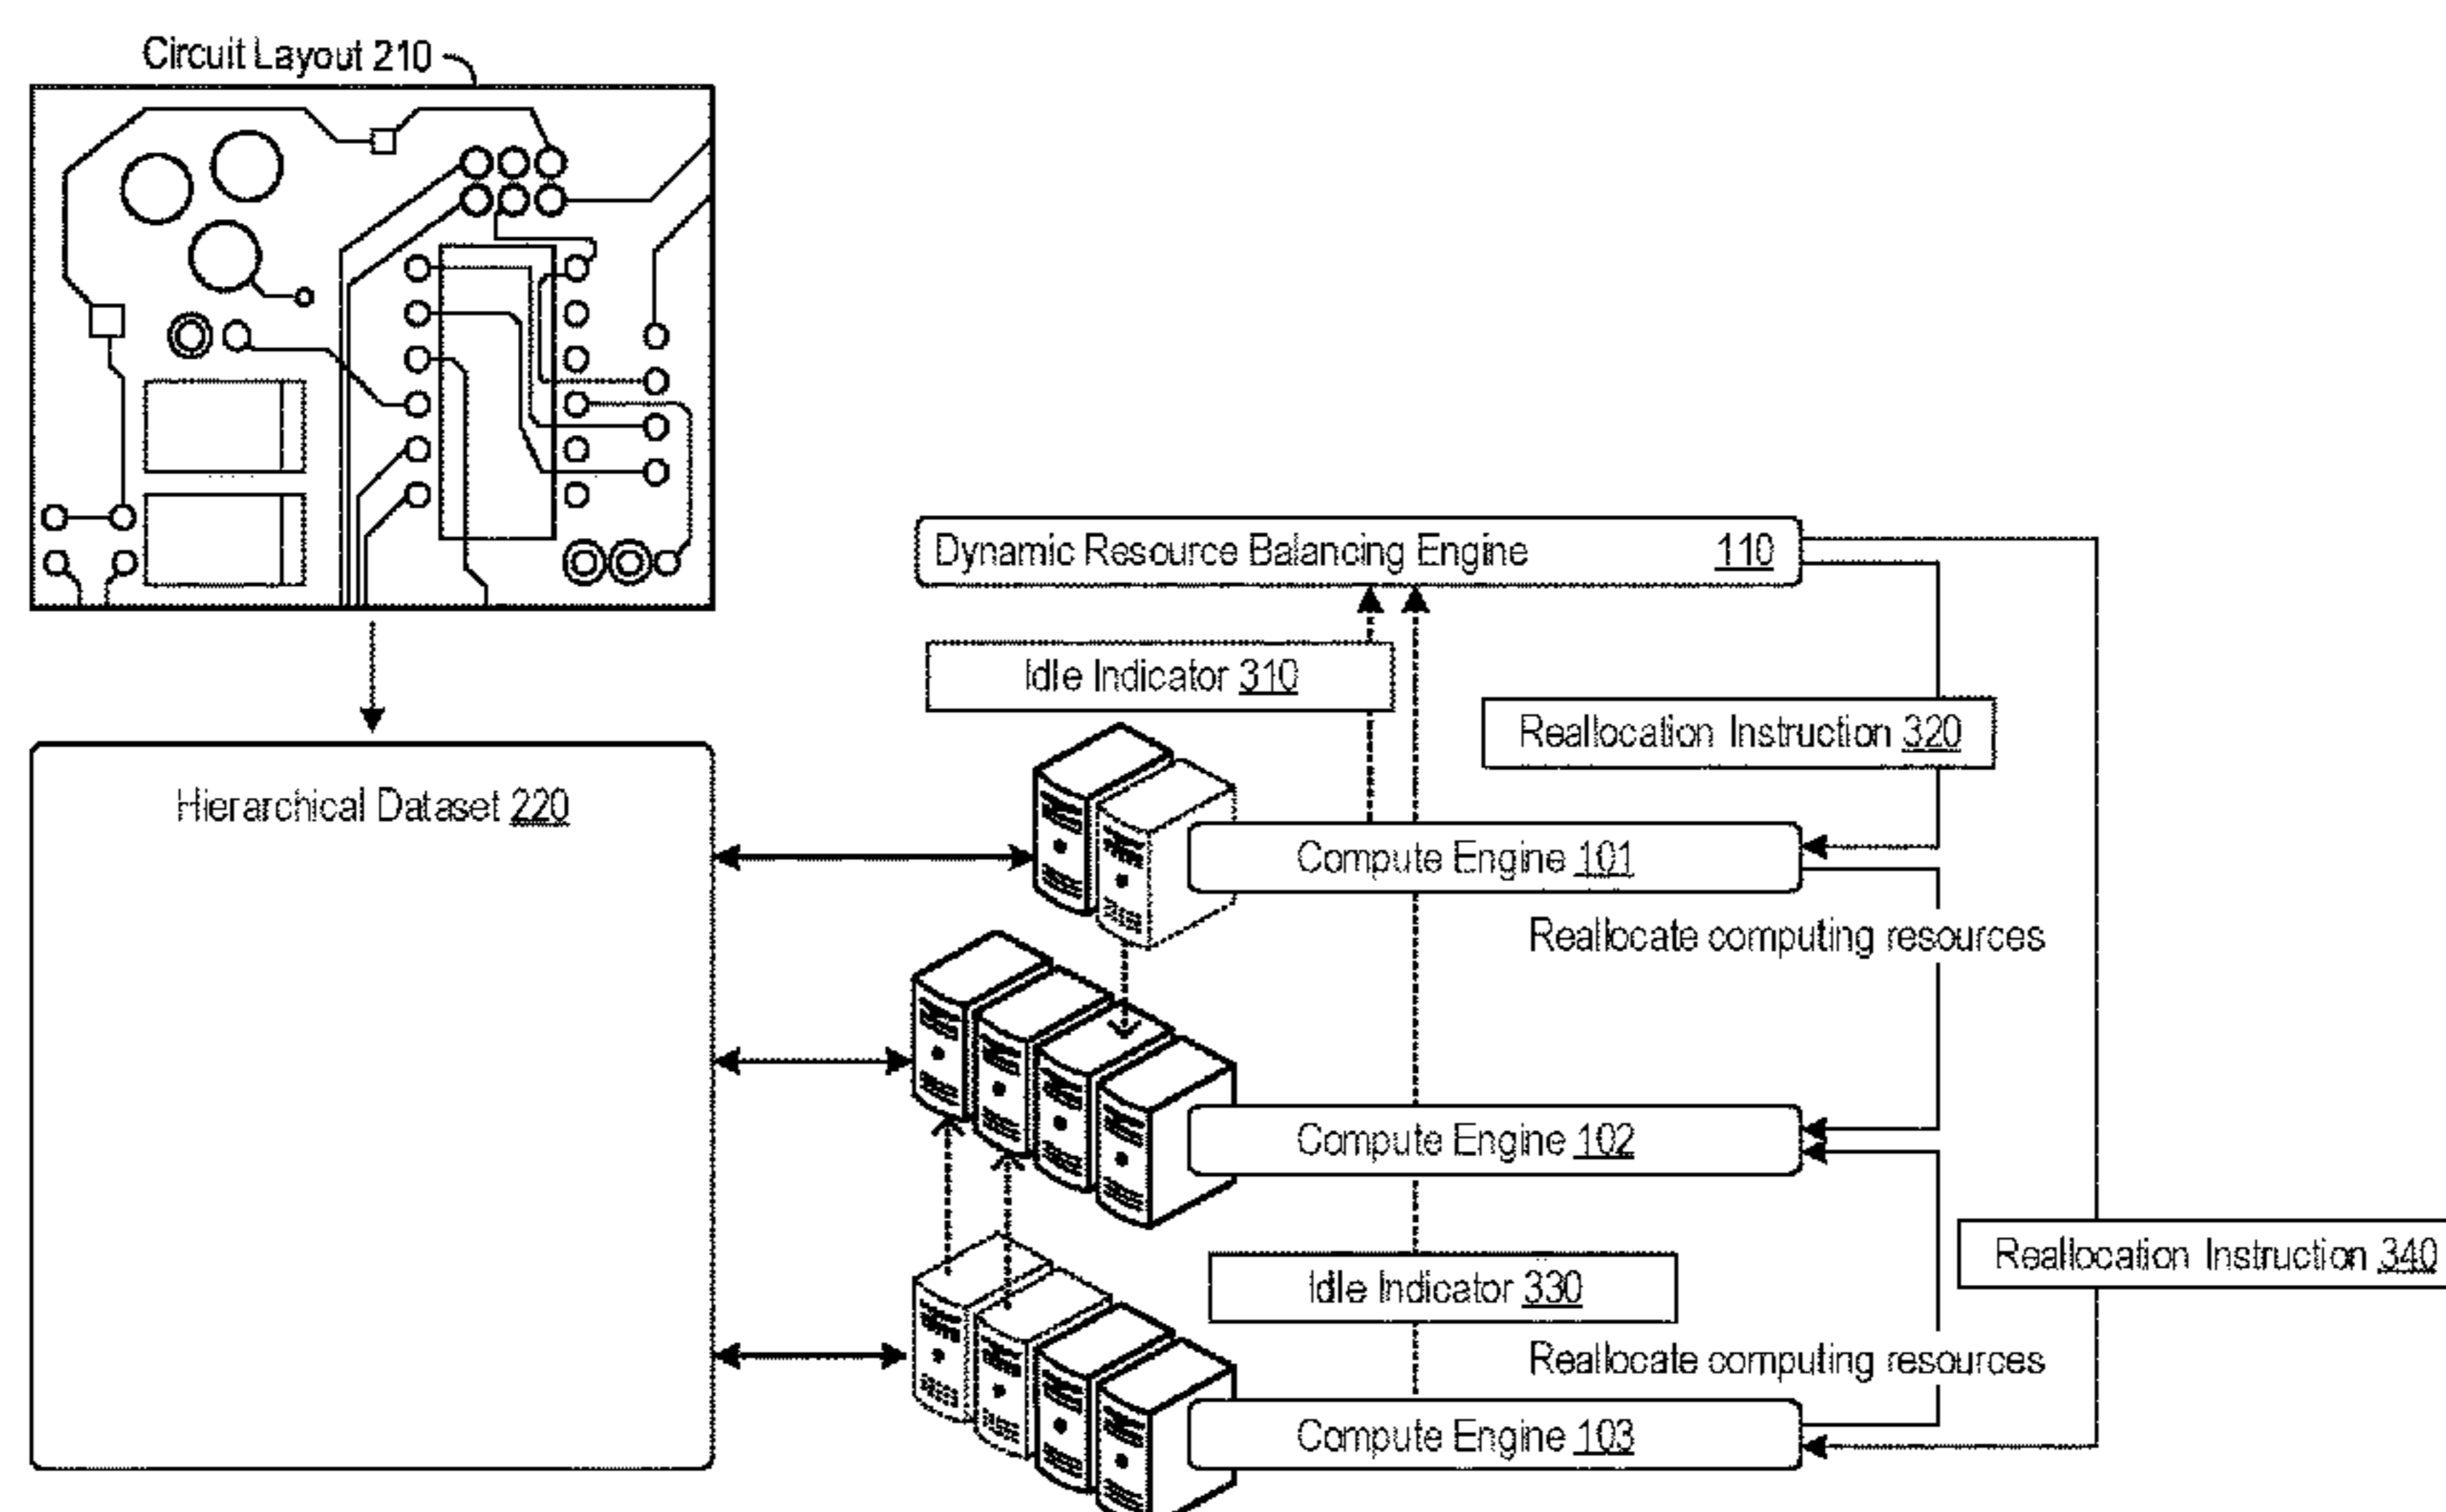 Circuit Layout 210
Dynamic Resource Balancing Engine 110
Idle Indicator 310
Reallocation Instruction 320
Hierarchical Dataset 220
Compute Engine 101
Reallocate computing resources
Compute Engine 102
Reallocation Instruction 340
Idle Indicator 330
Reallocate computing resources
Compute Engine 103